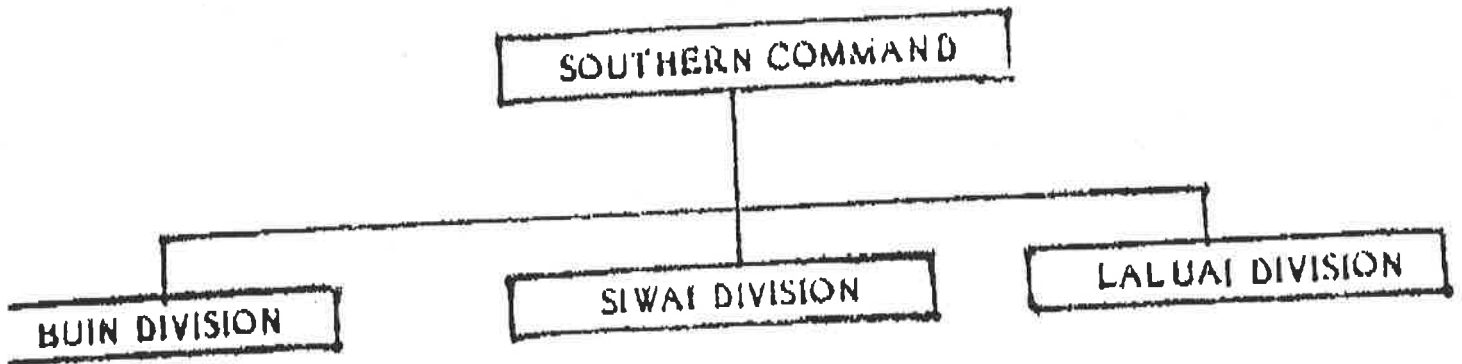 SOUTHERN COMMAND
BUIN DIVISION
SIWAI DIVISION
LALUAI DIVISION